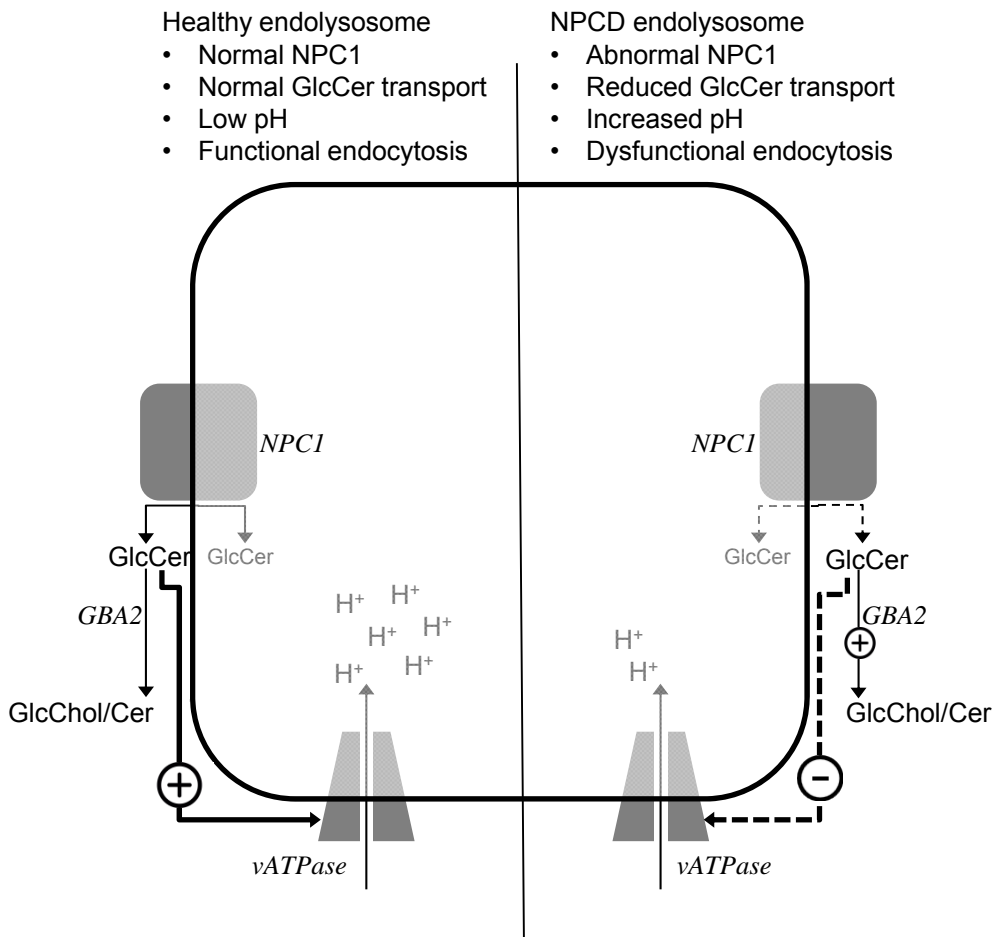 Healthy endolysosome
• Normal NPC1
• Normal GlcCer transport
• Low pH
• Functional endocytosis
NPCD endolysosome
• Abnormal NPC1
• Reduced GlcCer transport
• Increased pH
• Dysfunctional endocytosis
NPC1
NPC1
GlcCer GlcCer
GlcCer GlcCer
GBA2
GBA2
+
H⁺ H⁺
H⁺ H⁺
H⁺ H⁺
H⁺
H⁺
GlcChol/Cer
GlcChol/Cer
+
-
vATPase
vATPase